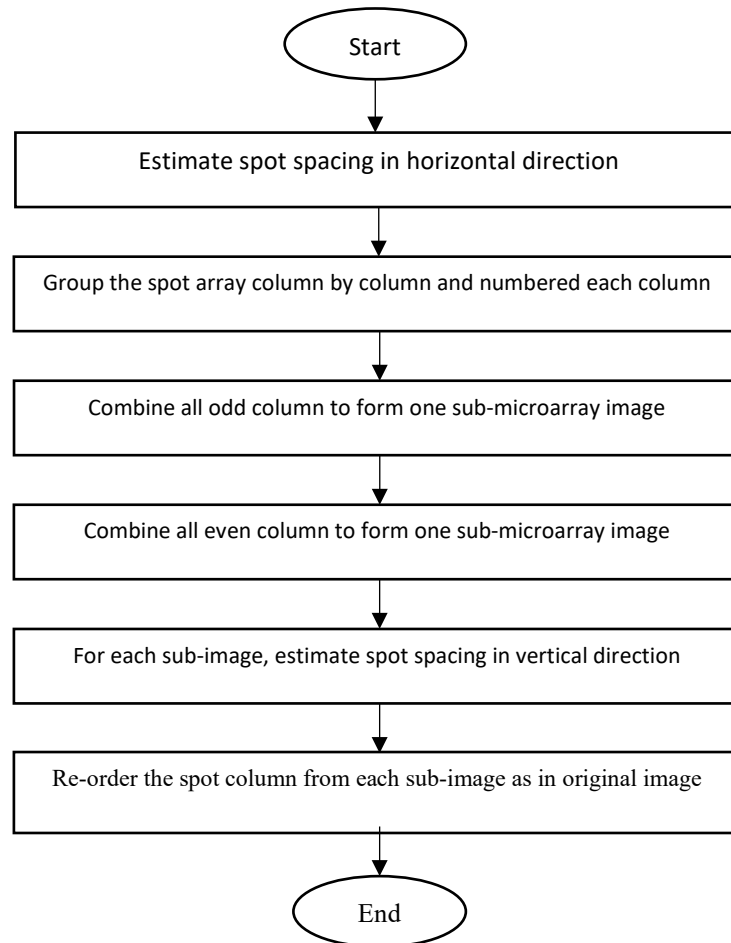 Start
Estimate spot spacing in horizontal direction
Group the spot array column by column and numbered each column
Combine all odd column to form one sub-microarray image
Combine all even column to form one sub-microarray image
For each sub-image, estimate spot spacing in vertical direction
Re-order the spot column from each sub-image as in original image
End